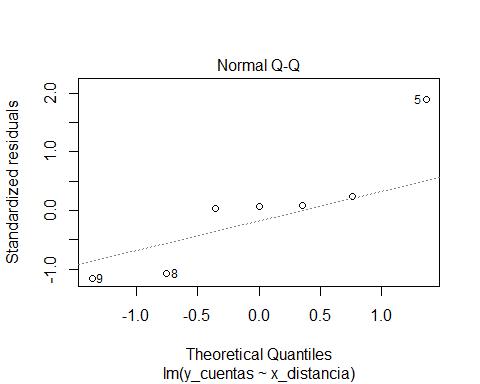 Normal Q-Q
Standardized residuals
2.0
1.0
0.0
-1.0
5
8
9
-1.0 -0.5 0.0 0.5 1.0
Theoretical Quantiles
lm(y_cuentas ~ x_distancia)